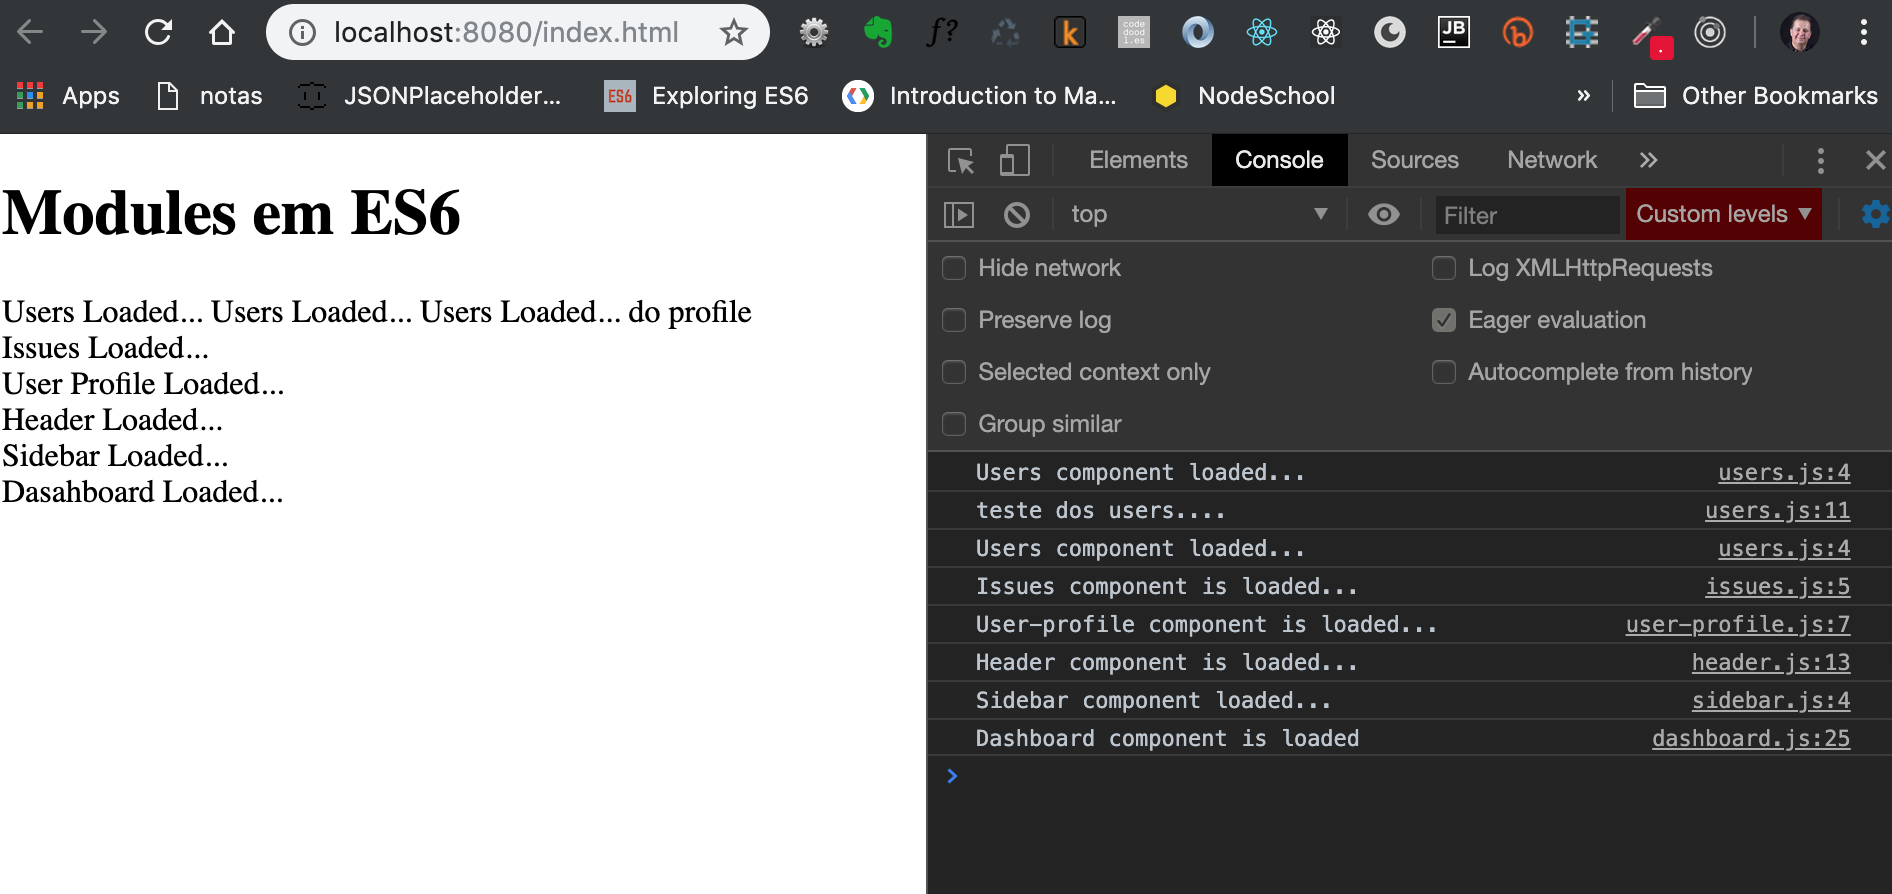 localhost:8080/index.html
f?
k
code
dood
l.es
JB
Apps
notas
JSONPlaceholder...
ES6
Exploring ES6
Introduction to Ma...
NodeSchool
»
Other Bookmarks
Modules em ES6
Users Loaded... Users Loaded... Users Loaded... do profile
Issues Loaded...
User Profile Loaded...
Header Loaded...
Sidebar Loaded...
Dasahboard Loaded...
Elements
Console
Sources
Network
»
top
Filter
Custom levels
Hide network
Log XMLHttpRequests
Preserve log
Eager evaluation
Selected context only
Autocomplete from history
Group similar
Users component loaded... users.js:4
teste dos users.... users.js:11
Users component loaded... users.js:4
Issues component is loaded... issues.js:5
User-profile component is loaded... user-profile.js:7
Header component is loaded... header.js:13
Sidebar component loaded... sidebar.js:4
Dashboard component is loaded dashboard.js:25